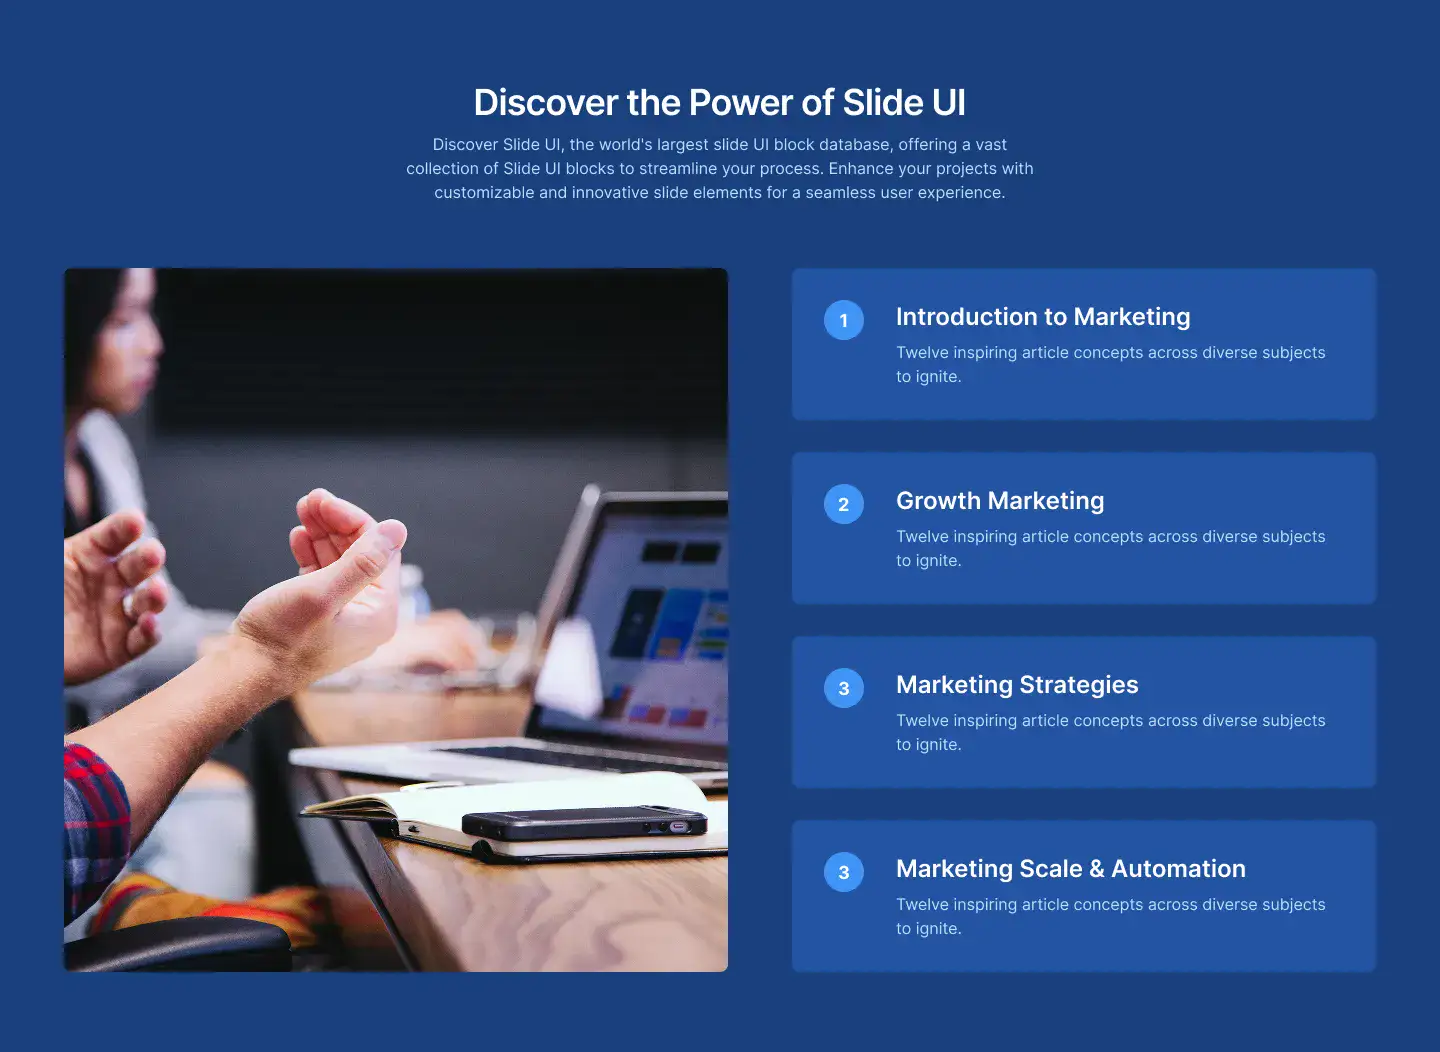 Discover the Power of Slide UI
Discover Slide UI, the world's largest slide UI block database, offering a vast
collection of Slide UI blocks to streamline your process. Enhance your projects with
customizable and innovative slide elements for a seamless user experience.
1
Introduction to Marketing
Twelve inspiring article concepts across diverse subjects
to ignite.
2
Growth Marketing
Twelve inspiring article concepts across diverse subjects
to ignite.
3
Marketing Strategies
Twelve inspiring article concepts across diverse subjects
to ignite.
3
Marketing Scale & Automation
Twelve inspiring article concepts across diverse subjects
to ignite.